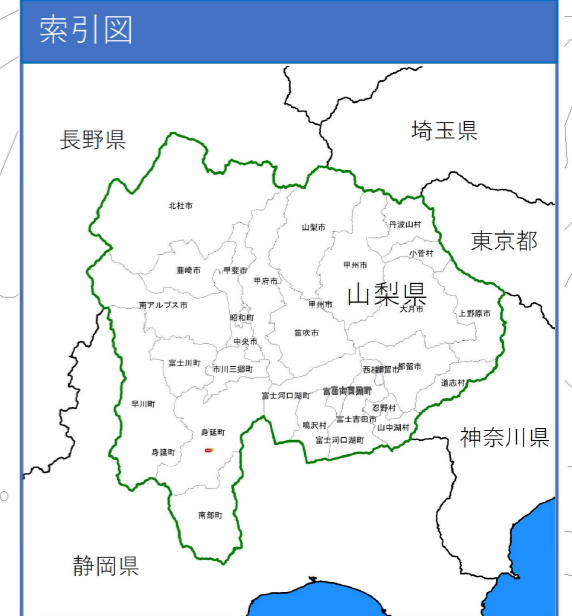 索引図
埼玉県
長野県
北杜市
丹波山村
山梨市
東京都
小菅村
甲州市
韮崎市
甲斐市
甲府市
山梨県
南アルプス市
甲州市
大月市
上野原市
昭和町
笛吹市
中央市
富士川町
市川三郷町
都留市
道志村
富士河口湖町
早川町
忍野村
身延町
鳴沢村
富士吉田市
山中湖村
神奈川県
富士河口湖町
身延町
南部町
静岡県